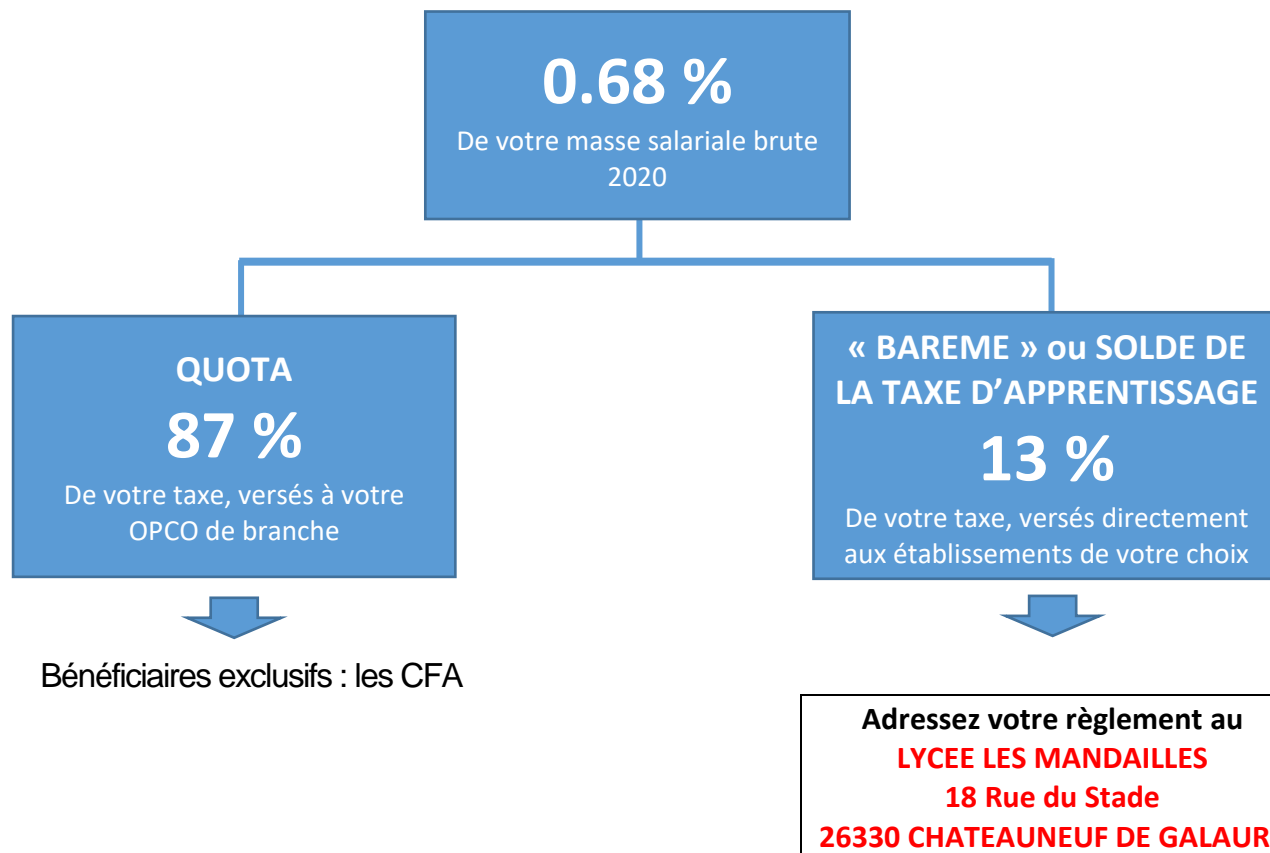 0.68 %
De votre masse salariale brute
2020
QUOTA
87 %
De votre taxe, versés à votre
OPCO de branche
« BAREME » ou SOLDE DE
LA TAXE D’APPRENTISSAGE
13 %
De votre taxe, versés directement
aux établissements de votre choix
Bénéficiaires exclusifs : les CFA
Adressez votre règlement au
LYCEE LES MANDAILLES
18 Rue du Stade
26330 CHATEAUNEUF DE GALAUR